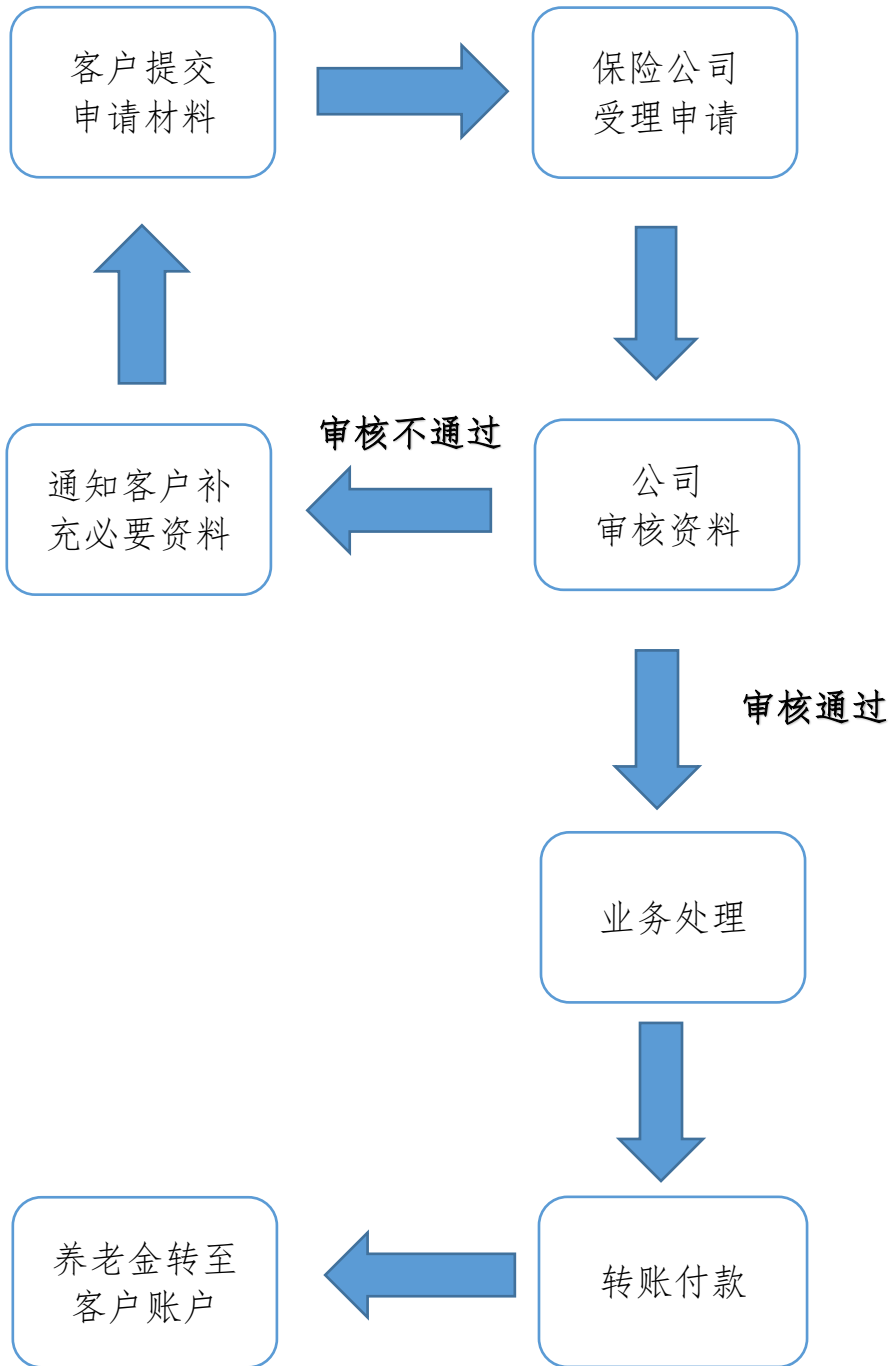 客户提交
申请材料
保险公司
受理申请
审核不通过
通知客户补
充必要资料
公司
审核资料
审核通过
业务处理
养老金转至
客户账户
转账付款